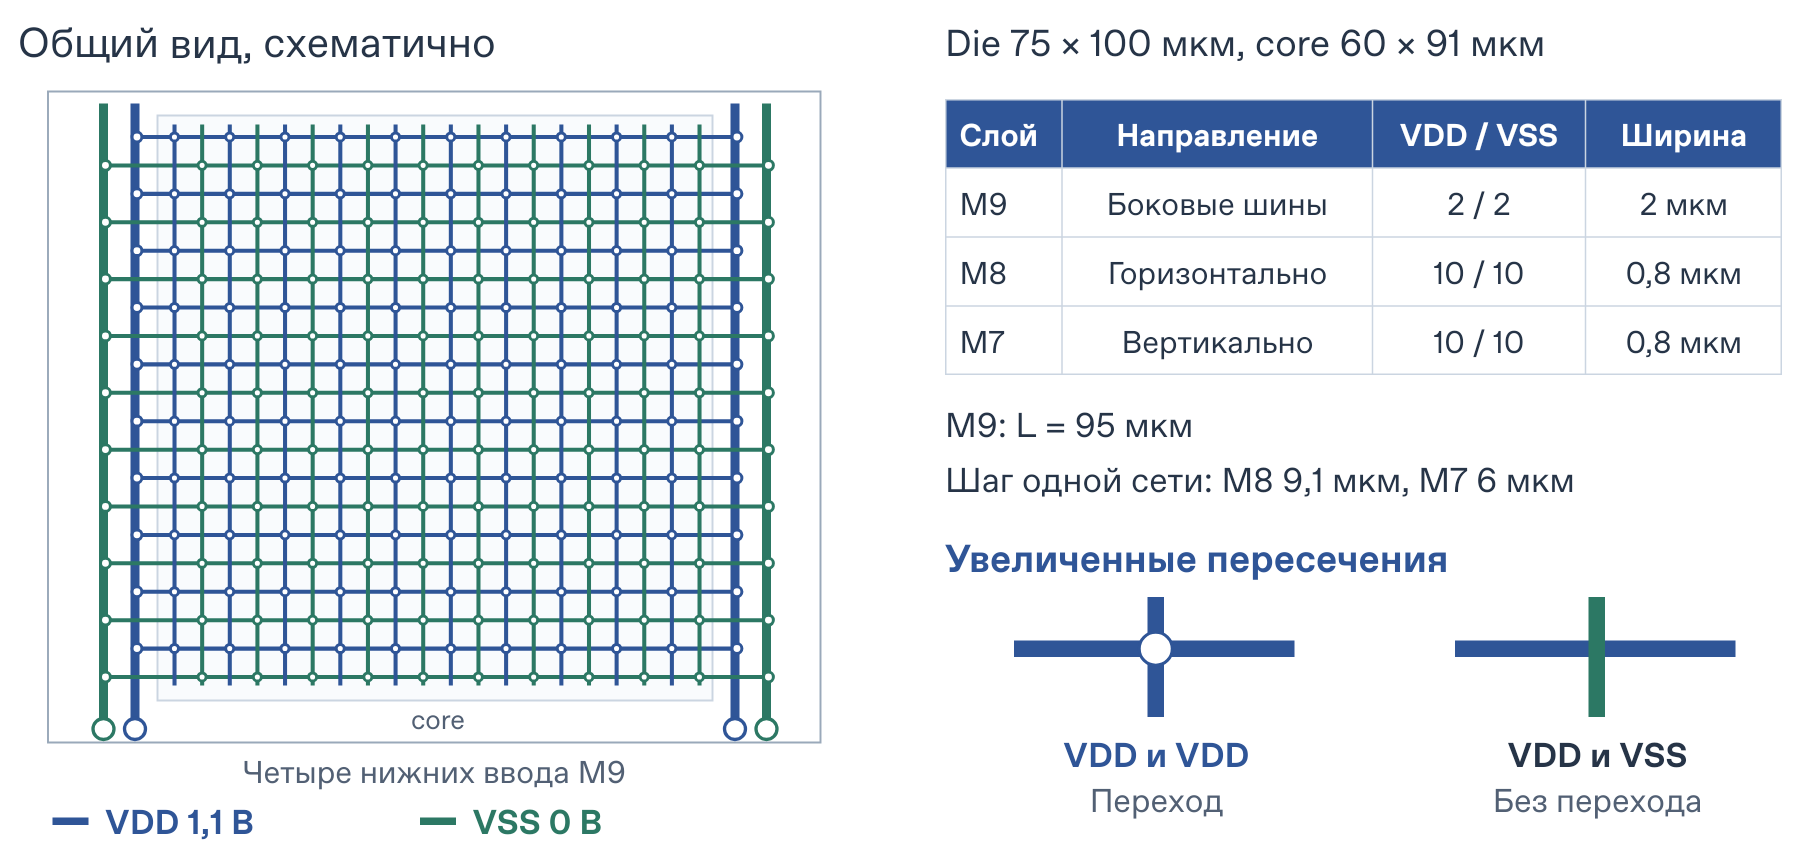 Общий вид, схематично
core
Четыре нижних ввода M9
VDD 1,1 В
VSS 0 В
Die 75 × 100 мкм, core 60 × 91 мкм
Слой Направление VDD / VSS Ширина
M9 Боковые шины 2 / 2 2 мкм
M8 Горизонтально 10 / 10 0,8 мкм
M7 Вертикально 10 / 10 0,8 мкм
M9: L = 95 мкм
Шаг одной сети: M8 9,1 мкм, M7 6 мкм
Увеличенные пересечения
VDD и VDD
Переход
VDD и VSS
Без перехода